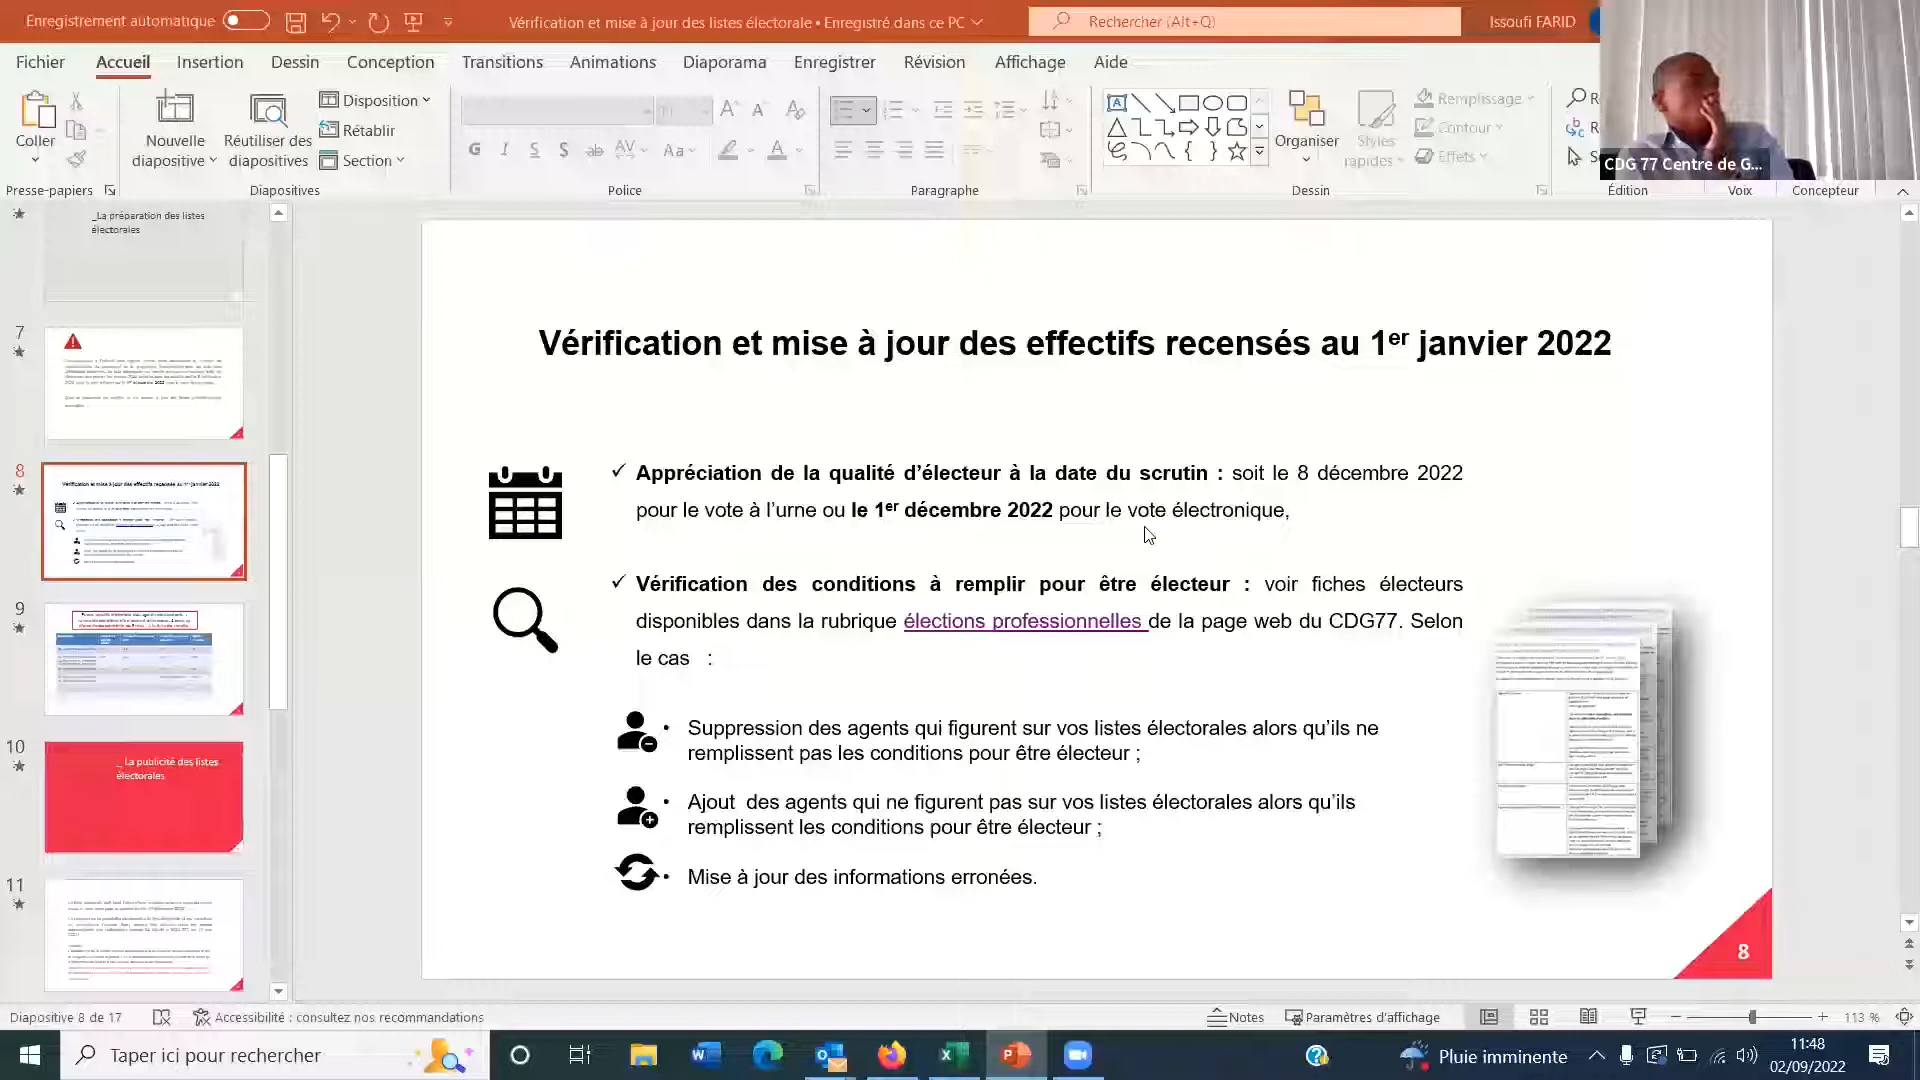 Enregistrement automatique
Vérification et mise à jour des listes électorale • Enregistré dans ce PC
Rechercher (Alt+Q)
Issoufi FARID
Fichier Accueil Insertion Dessin Conception Transitions Animations Diaporama Enregistrer Révision Affichage Aide
Coller
Nouvelle diapositive
Réutiliser des diapositives
Disposition
Rétablir
Section
G I S S ab AV Aa A
Organiser
Styles rapides
Remplissage
Contour
Effets
CDG 77 Centre de G...
Presse-papiers Diapositives Police Paragraphe Dessin Édition Voix Concepteur
_La préparation des listes
électorales
7
8
9
10
_ La publicité des listes
électorales
11
Vérification et mise à jour des effectifs recensés au 1er janvier 2022
✓ Appréciation de la qualité d’électeur à la date du scrutin : soit le 8 décembre 2022
pour le vote à l’urne ou le 1er décembre 2022 pour le vote électronique,
✓ Vérification des conditions à remplir pour être électeur : voir fiches électeurs
disponibles dans la rubrique élections professionnelles de la page web du CDG77. Selon
le cas :
• Suppression des agents qui figurent sur vos listes électorales alors qu’ils ne
remplissent pas les conditions pour être électeur ;
• Ajout des agents qui ne figurent pas sur vos listes électorales alors qu’ils
remplissent les conditions pour être électeur ;
• Mise à jour des informations erronées.
8
Diapositive 8 de 17
Accessibilité : consultez nos recommandations
Notes
Paramètres d’affichage
113 %
Taper ici pour rechercher
Pluie imminente
11:48
02/09/2022